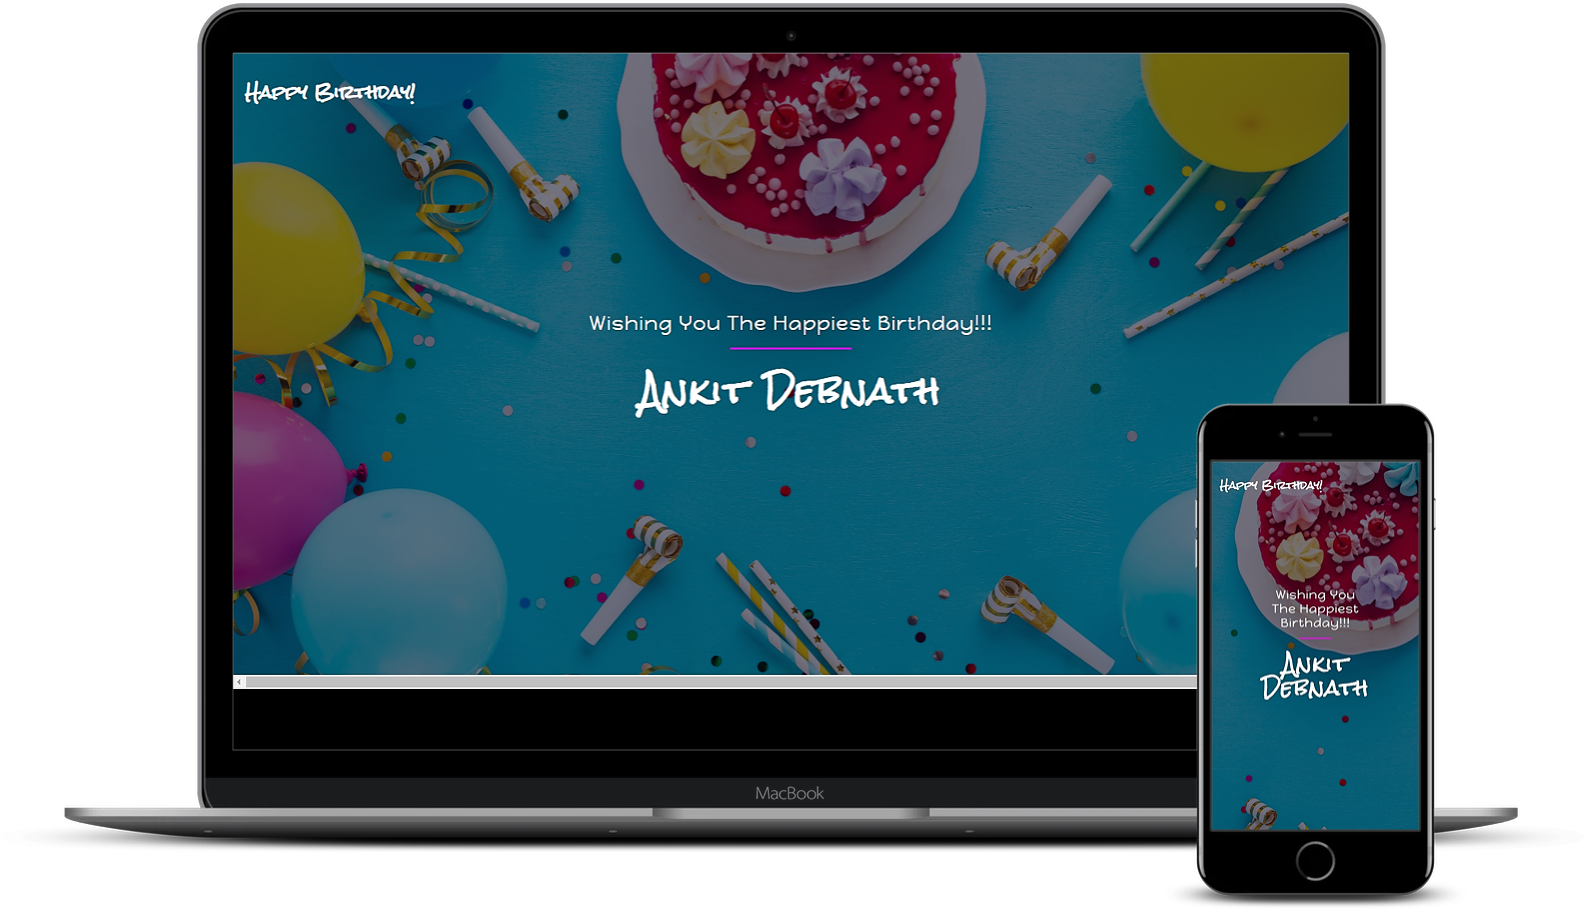 Happy Birthday!
Wishing You The Happiest Birthday!!!
Ankit Debnath
MacBook
Happy Birthday!
Wishing You
The Happiest
Birthday!!!
Ankit
Debnath